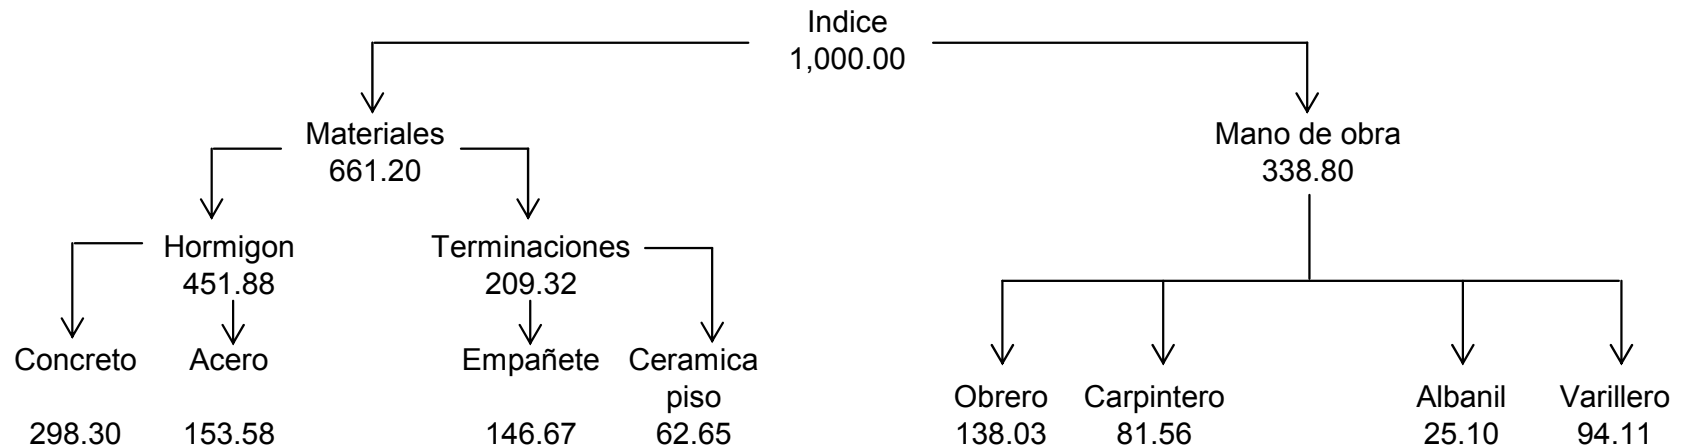 Indice
1,000.00
Materiales
661.20
Mano de obra
338.80
Hormigon
451.88
Terminaciones
209.32
Concreto
298.30
Acero
153.58
Empañete
146.67
Ceramica
piso
62.65
Obrero
138.03
Carpintero
81.56
Albanil
25.10
Varillero
94.11